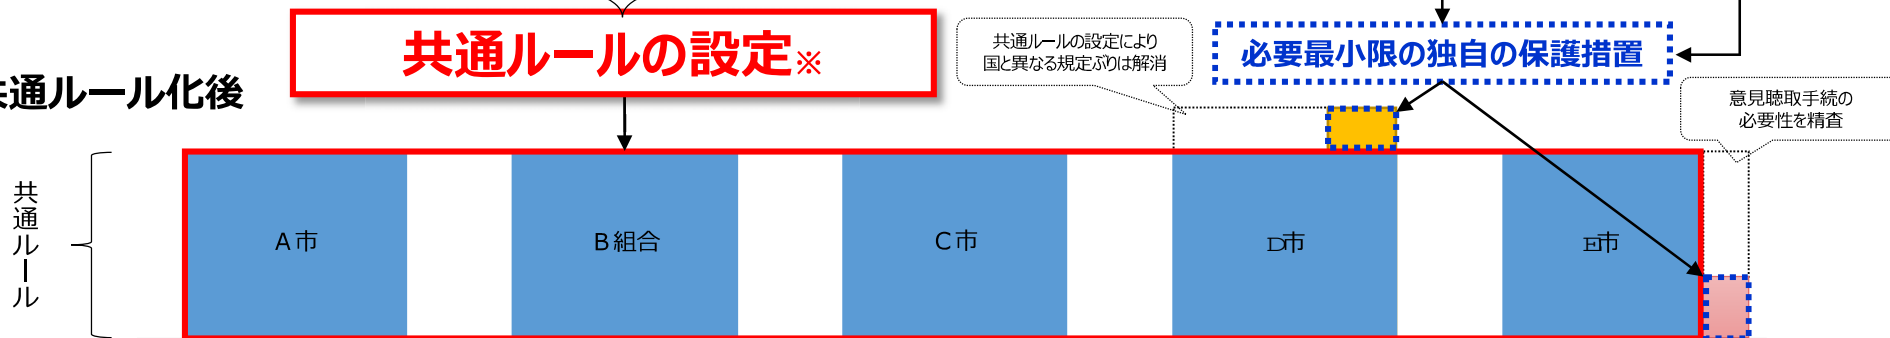 共通ルールの設定※
共通ルールの設定により
国と異なる規定ぶりは解消
必要最小限の独自の保護措置
通ルール化後
意見聴取手続の
必要性を精査
共通ルール
A市
B組合
C市
D市
E市